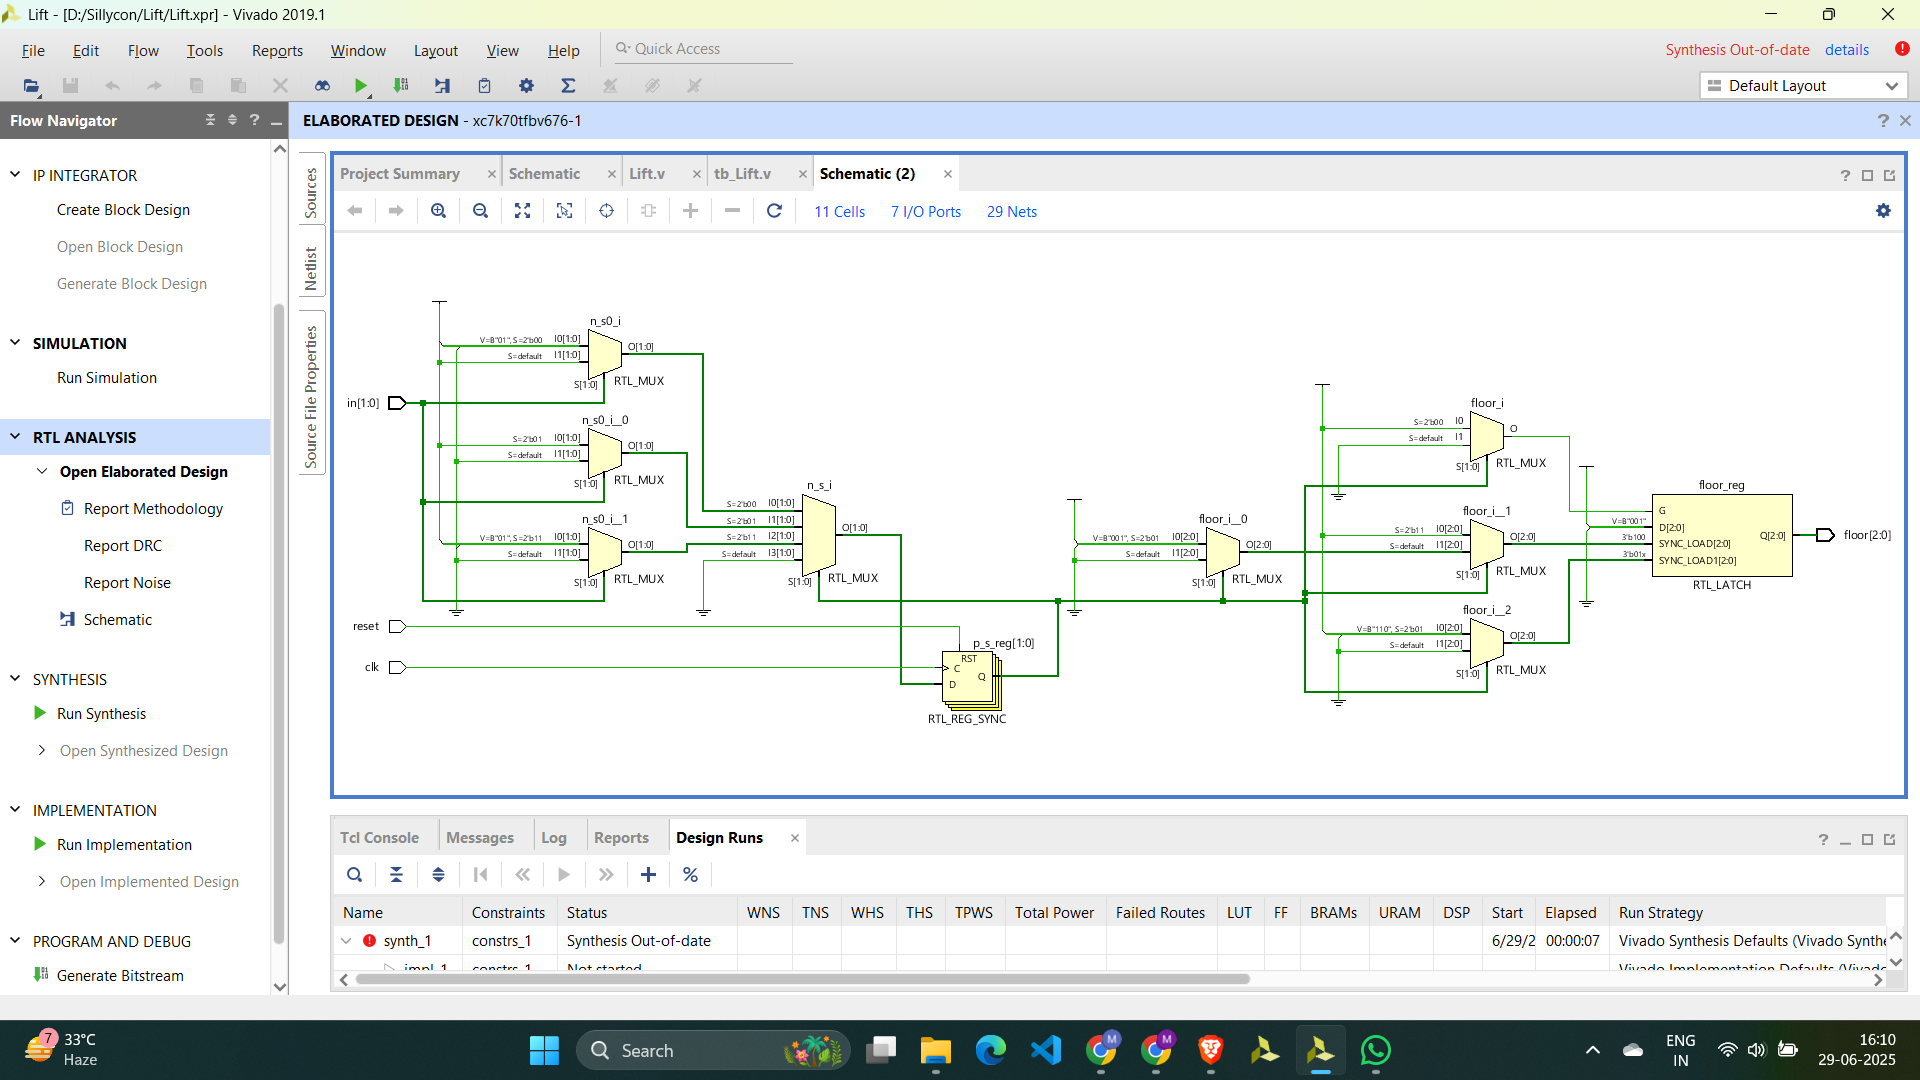 Lift - [D:/Sillycon/Lift/Lift.xpr] - Vivado 2019.1
File Edit Flow Tools Reports Window Layout View Help Quick Access
Synthesis Out-of-date details
Default Layout
Flow Navigator
ELABORATED DESIGN - xc7k70tfbv676-1
IP INTEGRATOR
Create Block Design
Open Block Design
Generate Block Design
SIMULATION
Run Simulation
RTL ANALYSIS
Open Elaborated Design
Report Methodology
Report DRC
Report Noise
Schematic
SYNTHESIS
Run Synthesis
Open Synthesized Design
IMPLEMENTATION
Run Implementation
Open Implemented Design
PROGRAM AND DEBUG
Generate Bitstream
Sources
Netlist
Source File Properties
Project Summary Schematic Lift.v tb_Lift.v Schematic (2)
11 Cells 7 I/O Ports 29 Nets
n_s0_i
V=B"01", S=2'b00 I0[1:0] O[1:0]
S=default I1[1:0]
S[1:0] RTL_MUX
in[1:0]
n_s0_i__0
S=2'b01 I0[1:0] O[1:0]
S=default I1[1:0]
S[1:0] RTL_MUX
n_s0_i__1
V=B"01", S=2'b11 I0[1:0] O[1:0]
S=default I1[1:0]
S[1:0] RTL_MUX
n_s_i
S=2'b00 I0[1:0]
S=2'b01 I1[1:0] O[1:0]
S=2'b11 I2[1:0]
S=default I3[1:0]
S[1:0] RTL_MUX
reset
clk
p_s_reg[1:0]
RST
C
D Q
RTL_REG_SYNC
floor_i__0
V=B"001", S=2'b01 I0[2:0] O[2:0]
S=default I1[2:0]
S[1:0] RTL_MUX
floor_i
S=2'b00 I0 O
S=default I1
S[1:0] RTL_MUX
floor_i__1
S=2'b11 I0[2:0] O[2:0]
S=default I1[2:0]
S[1:0] RTL_MUX
floor_i__2
V=B"110", S=2'b01 I0[2:0] O[2:0]
S=default I1[2:0]
S[1:0] RTL_MUX
floor_reg
G
V=B"001" D[2:0] Q[2:0]
3'b100 SYNC_LOAD[2:0]
3'b01x SYNC_LOAD1[2:0]
RTL_LATCH
floor[2:0]
Tcl Console Messages Log Reports Design Runs
Name Constraints Status WNS TNS WHS THS TPWS Total Power Failed Routes LUT FF BRAMs URAM DSP Start Elapsed Run Strategy
synth_1 constrs_1 Synthesis Out-of-date 6/29/2 00:00:07 Vivado Synthesis Defaults (Vivado Synthe
impl_1 constrs_1 Not started Vivado Implementation Defaults (Vivado
7
33°C
Haze
Search
M
M
ENG
IN
16:10
29-06-2025